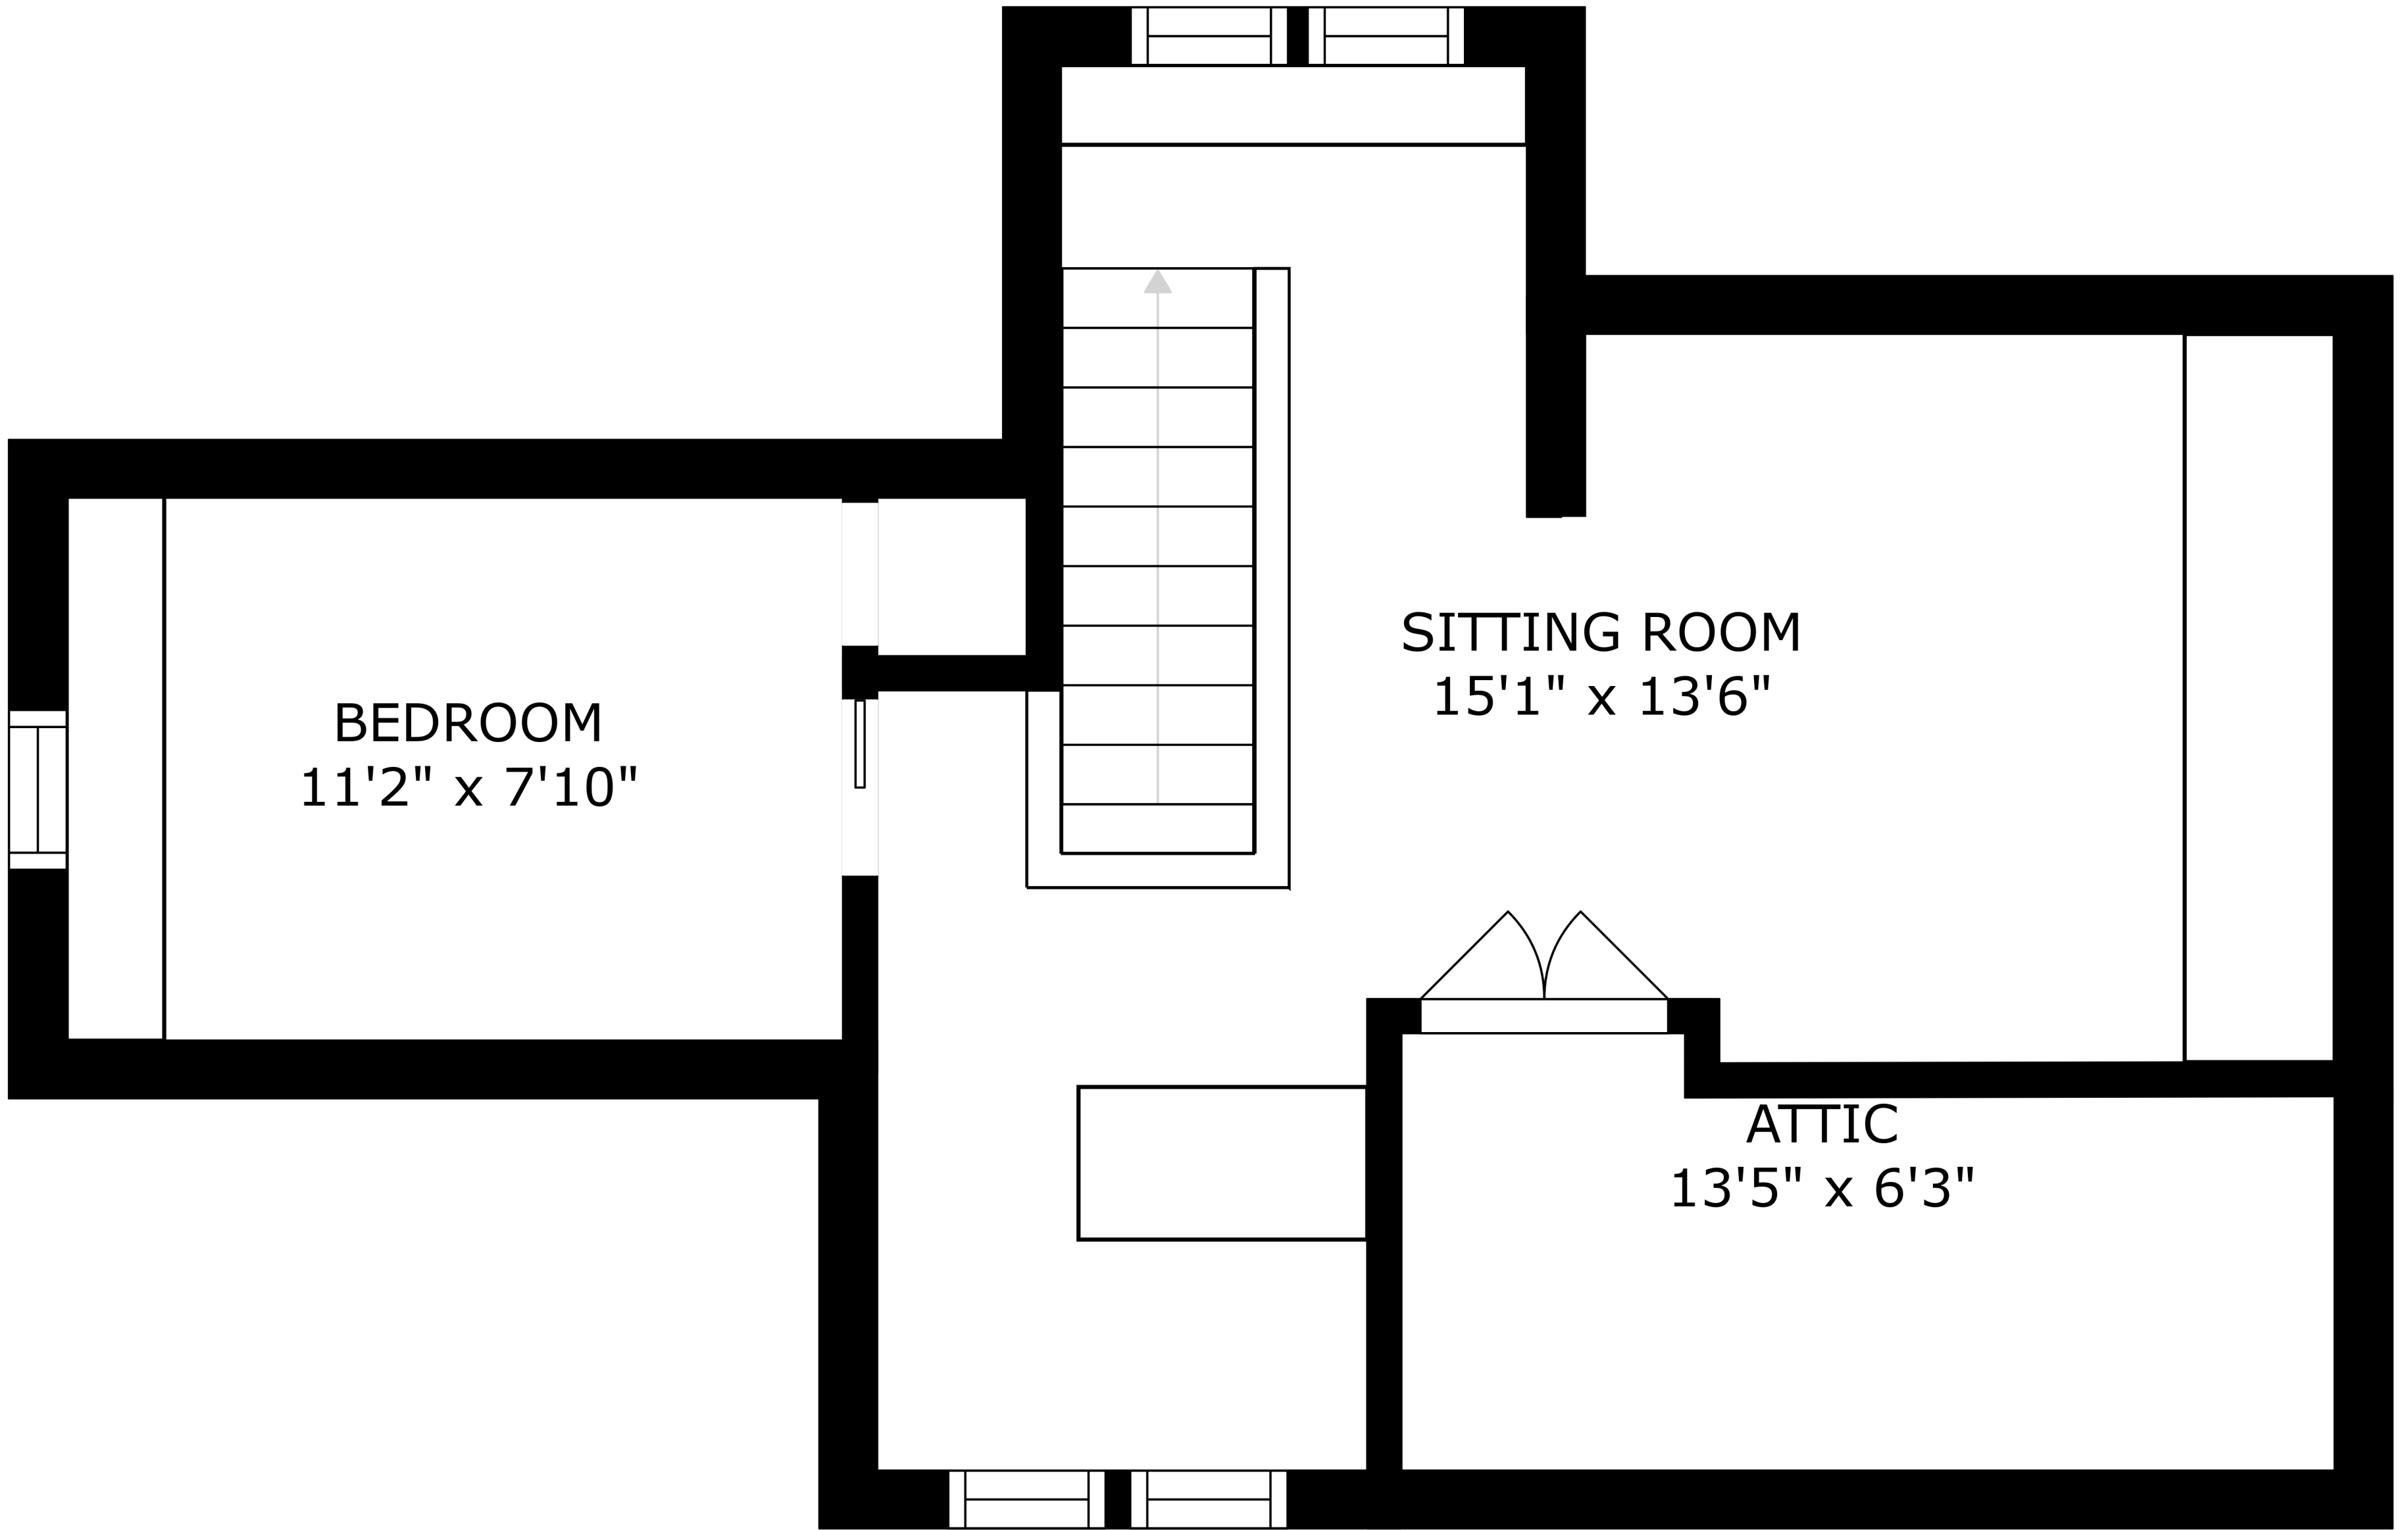 SITTING ROOM
15'1" x 13'6"
BEDROOM
11'2" x 7'10"
ATTIC
13'5" x 6'3"